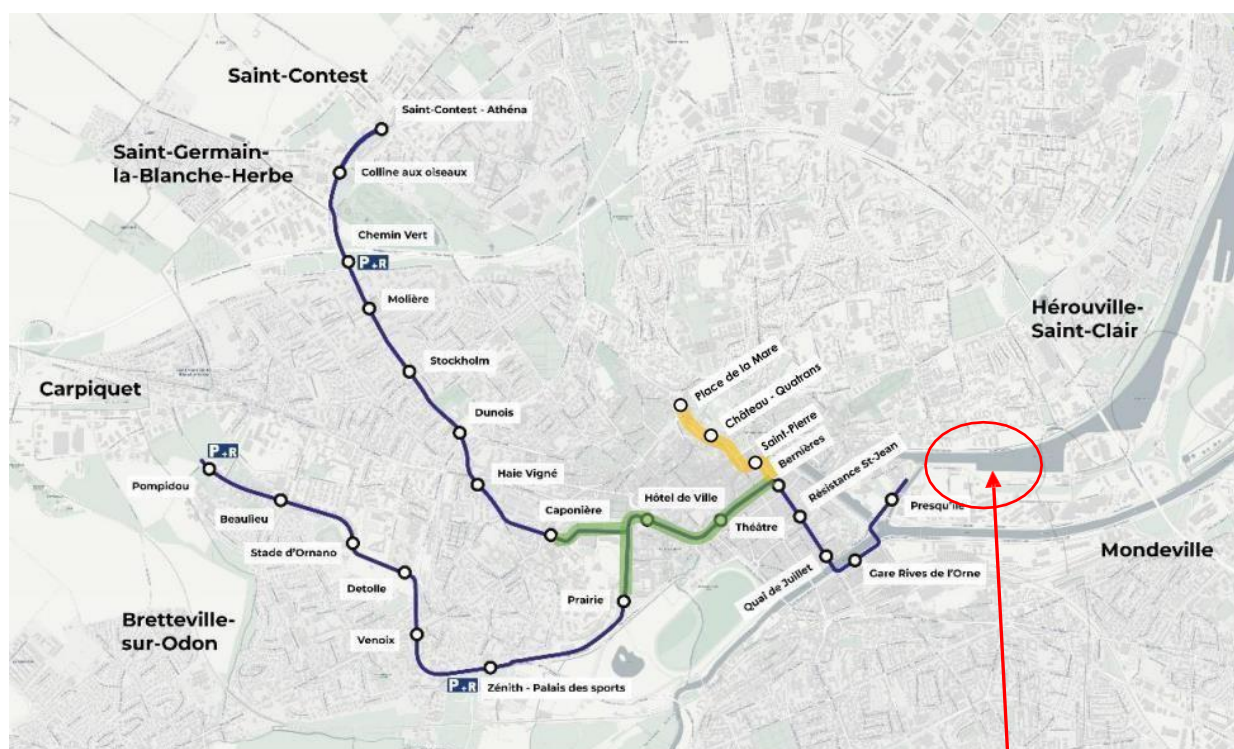 Saint-Contest
Saint-Contest - Athéna
Saint-Germain-
la-Blanche-Herbe
Colline aux oiseaux
Chemin Vert
P+R
Molière
Hérouville-
Saint-Clair
Stockholm
Carpiquet
Place de la Mare
Château - Quatrans
Dunois
Saint-Pierre
Bernières
P+R
Pompidou
Haie Vigné
Résistance St-Jean
Beaulieu
Hôtel de Ville
Presqu'île
Caponière
Théâtre
Stade d'Ornano
Mondeville
Detolle
Quai de Juillet
Gare Rives de l'Orne
Prairie
Bretteville-
sur-Odon
Venoix
P+R
Zénith - Palais des sports